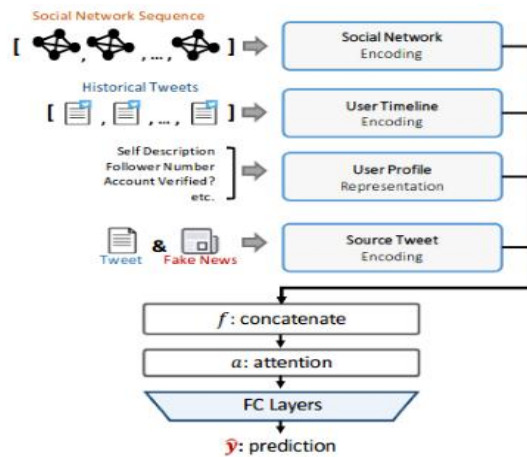 Social Network Sequence
[ , , ... , ]
Social Network
Encoding
Historical Tweets
[ , , ... , ]
User Timeline
Encoding
Self Description
Follower Number
Account Verified?
etc.
User Profile
Representation
& 
Tweet Fake News
Source Tweet
Encoding
f: concatenate
a: attention
FC Layers
ŷ: prediction